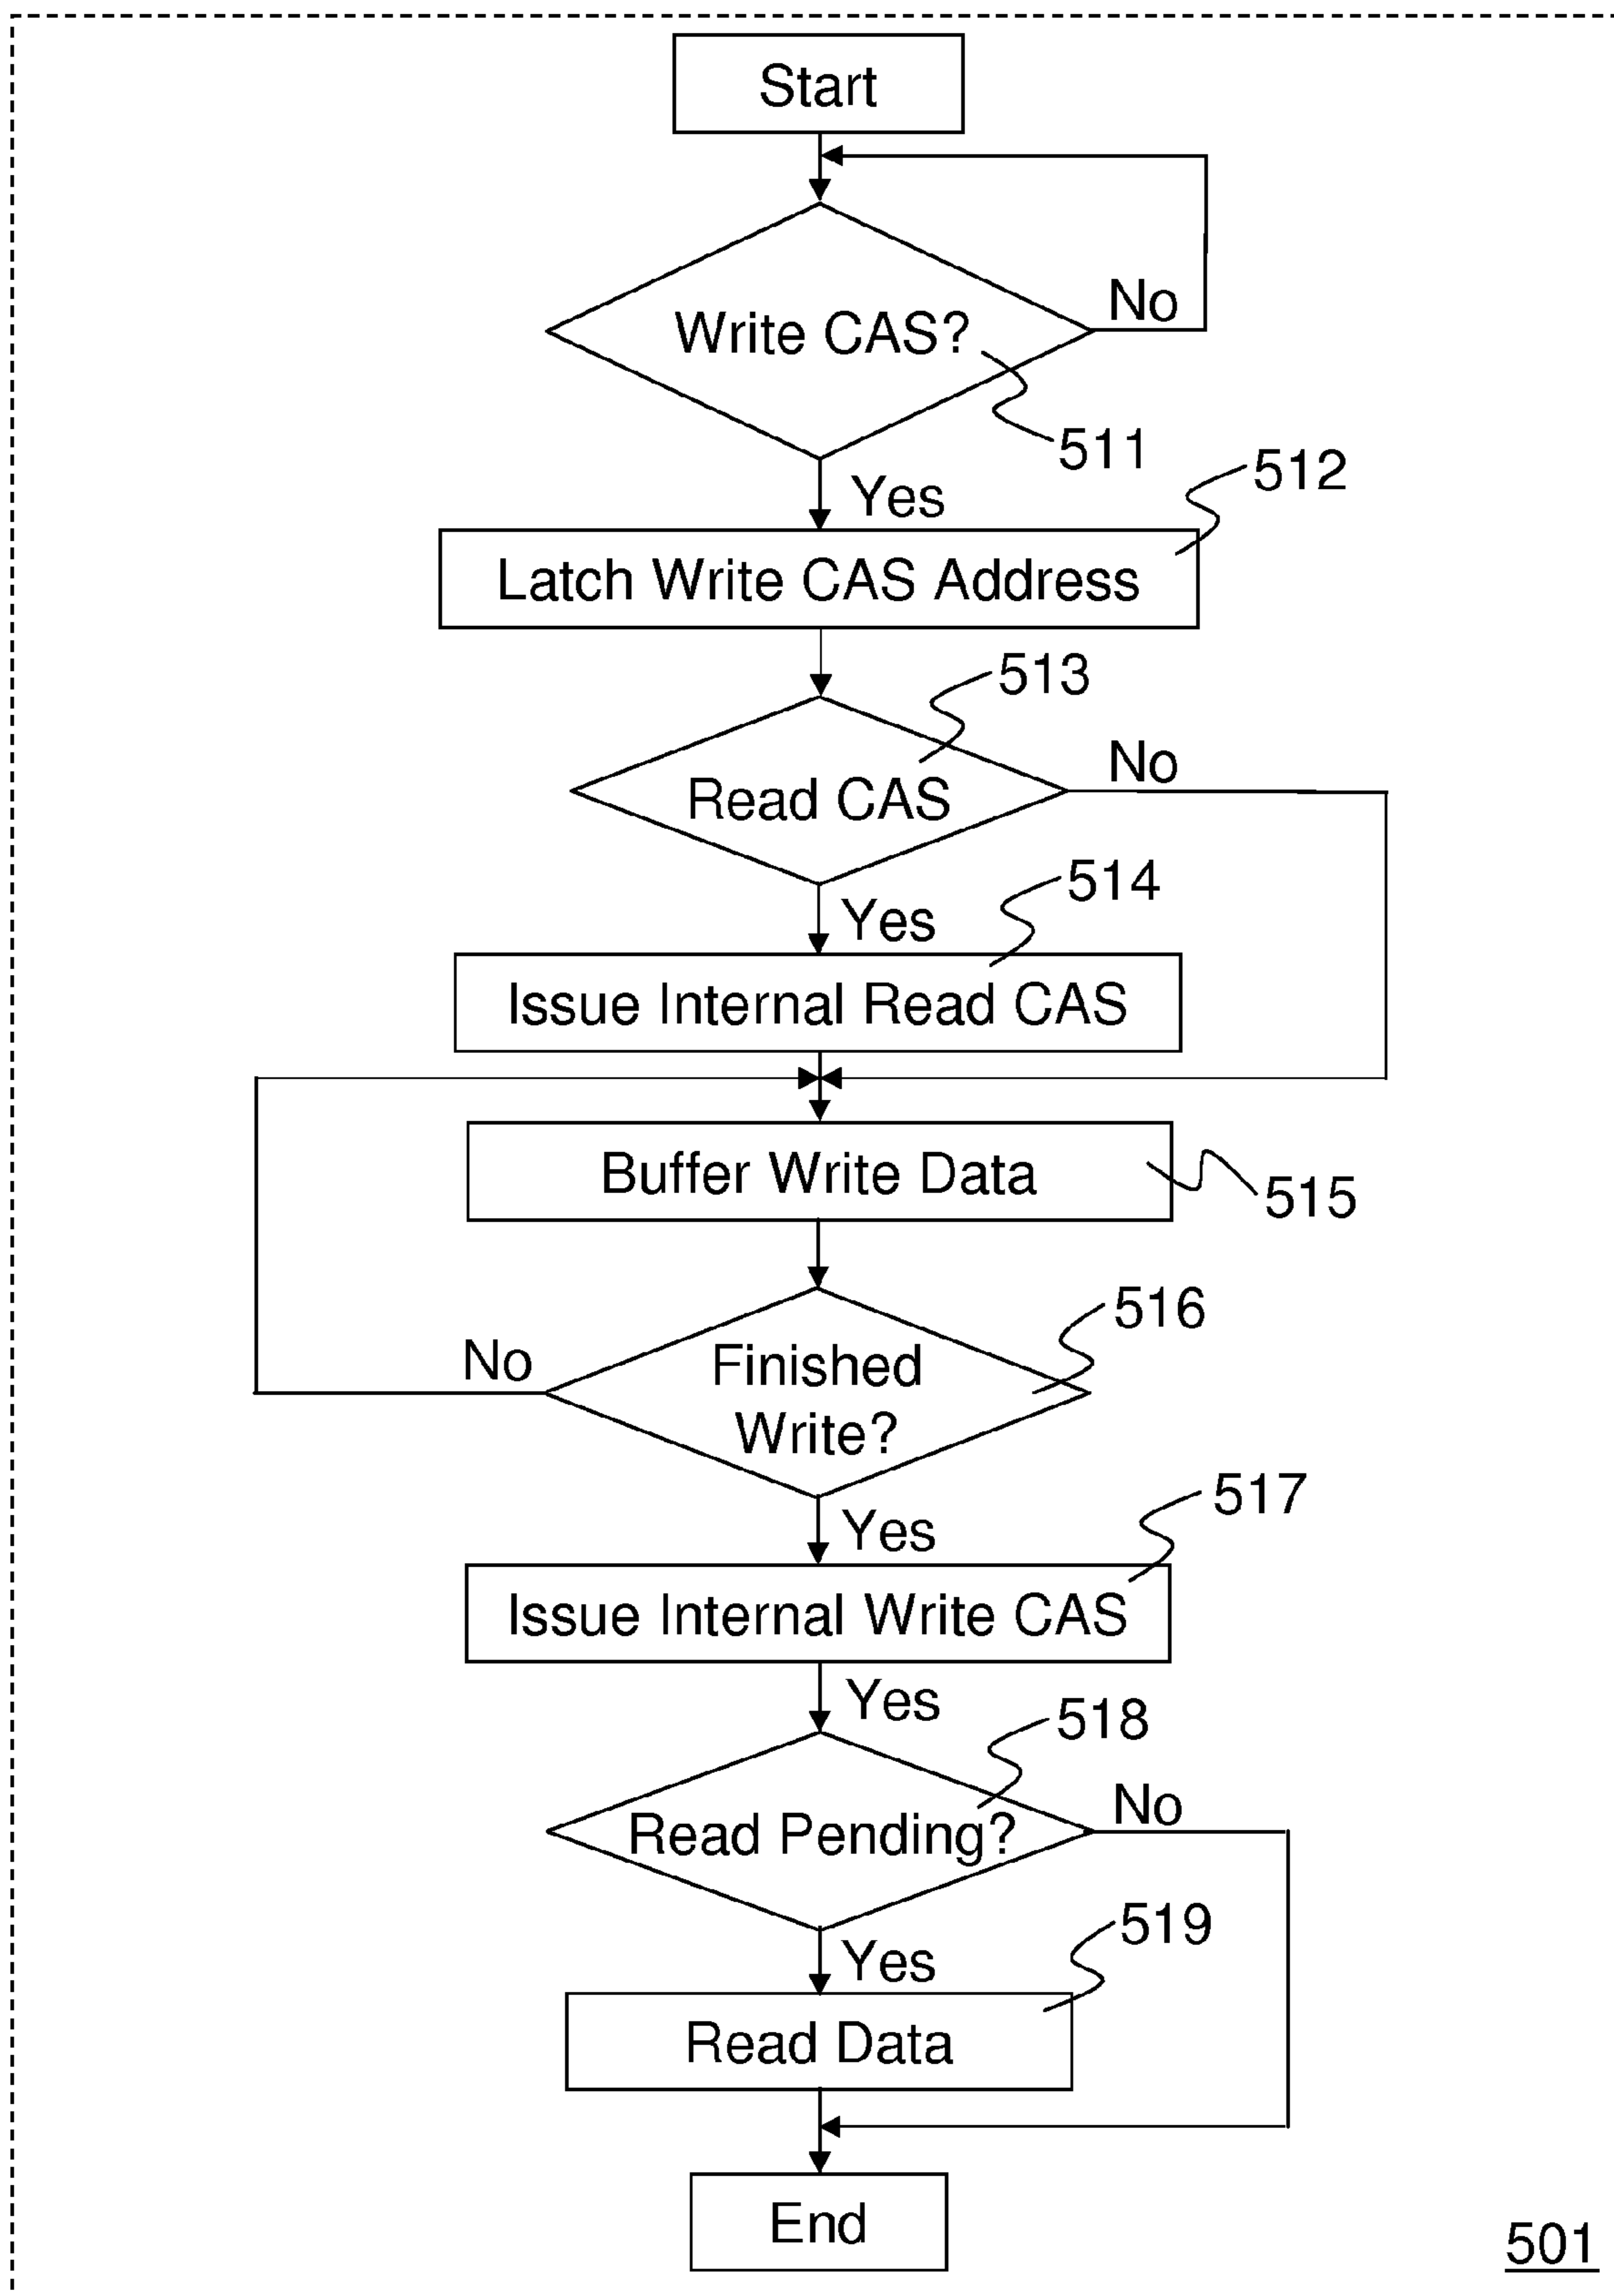 Start
No
Write CAS?
511
512
Yes
Latch Write CAS Address
513
No
Read CAS
514
Yes
Issue Internal Read CAS
Buffer Write Data
515
516
No
Finished
Write?
517
Yes
Issue Internal Write CAS
Yes
518
No
Read Pending?
519
Yes
Read Data
End
501